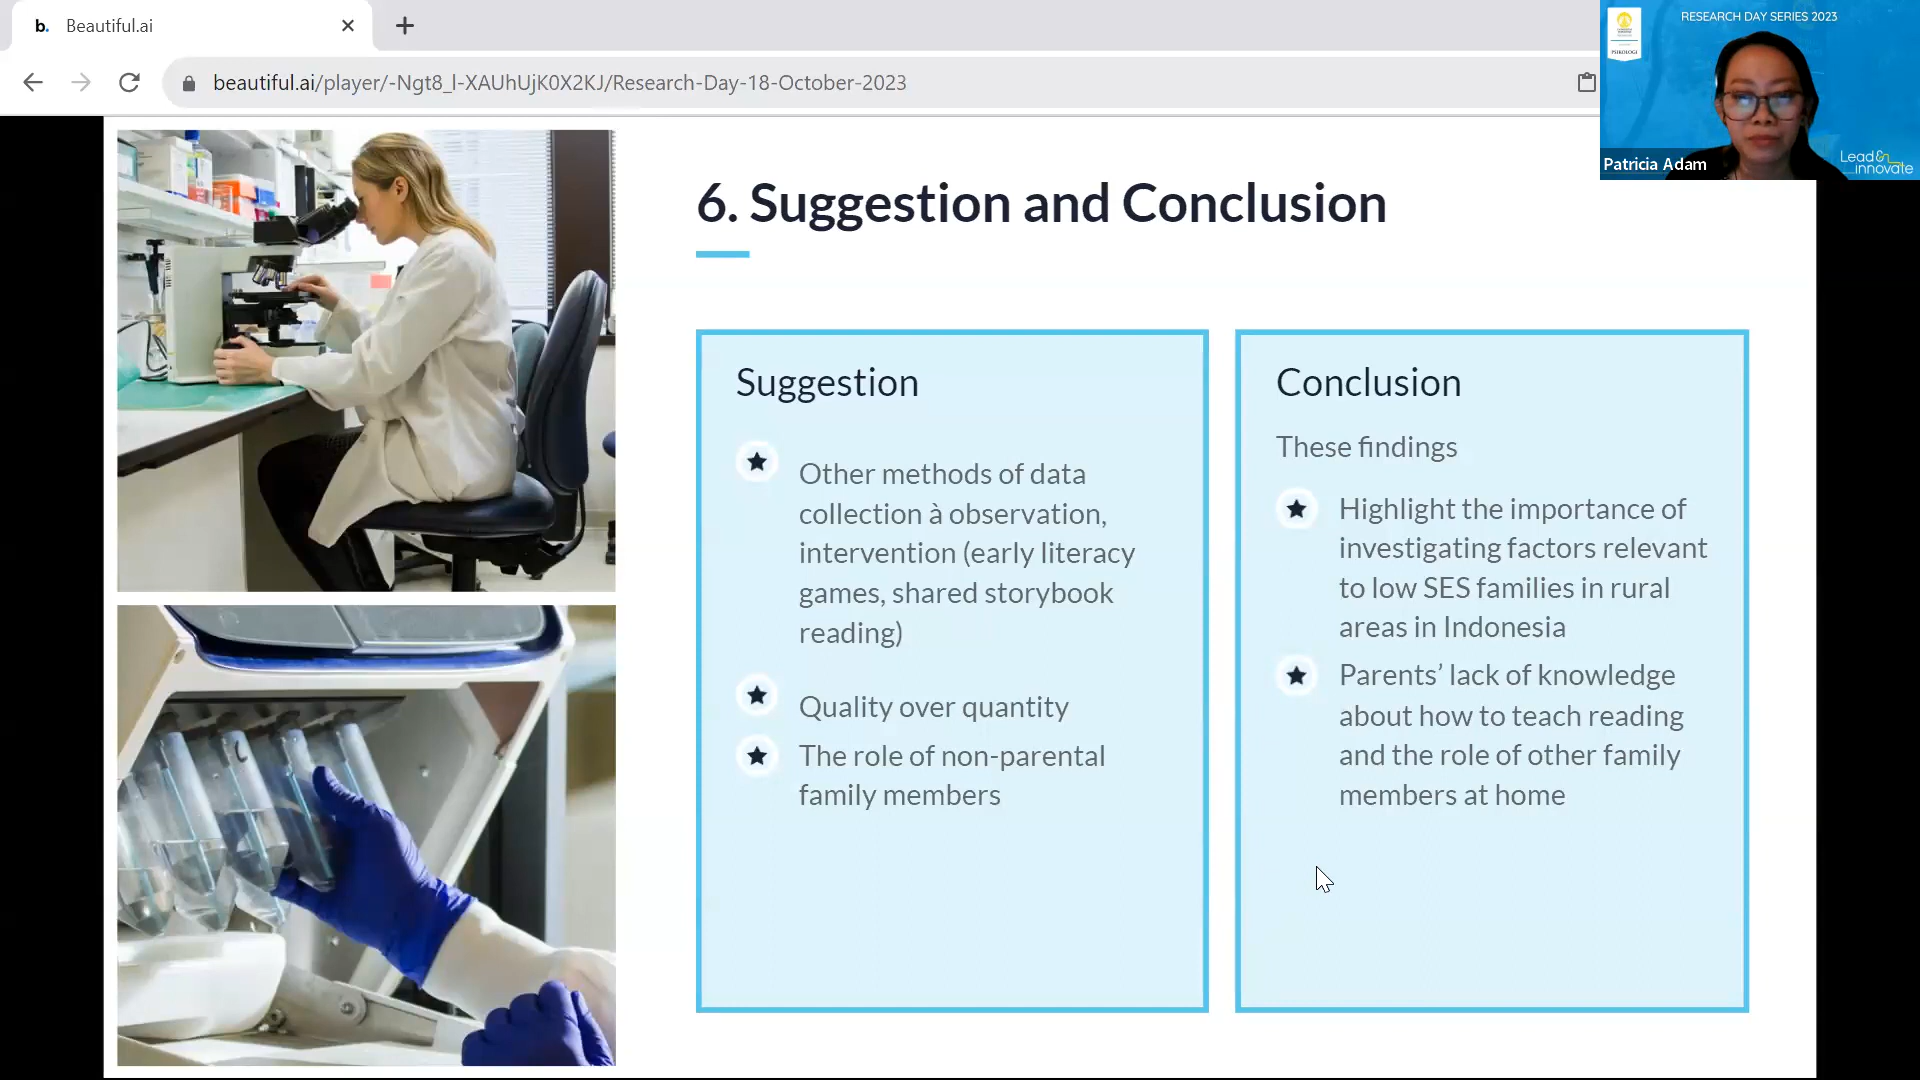 b. Beautiful.ai
beautiful.ai/player/-Ngt8_l-XAUhUjK0X2KJ/Research-Day-18-October-2023
RESEARCH DAY SERIES 2023
PSIKOLOGI
Patricia Adam
Lead&
innovate
6. Suggestion and Conclusion
Suggestion
Other methods of data
collection à observation,
intervention (early literacy
games, shared storybook
reading)
Quality over quantity
The role of non-parental
family members
Conclusion
These findings
Highlight the importance of
investigating factors relevant
to low SES families in rural
areas in Indonesia
Parents’ lack of knowledge
about how to teach reading
and the role of other family
members at home